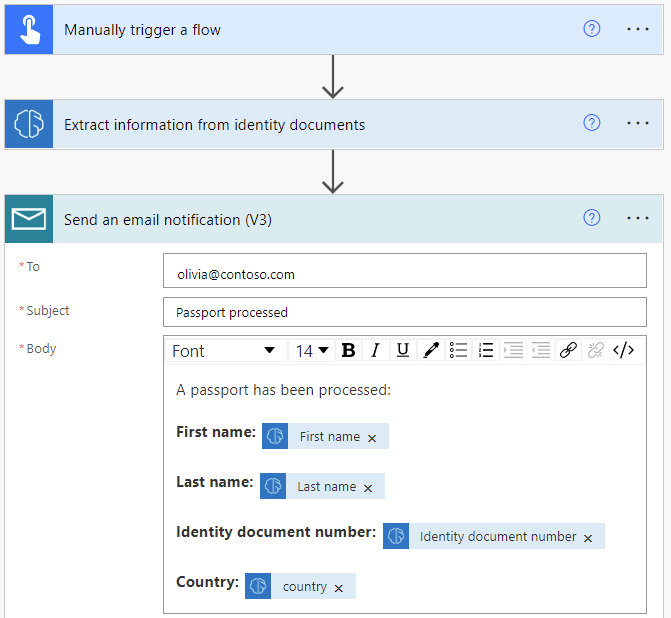 Manually trigger a flow ? ...
Extract information from identity documents ? ...
Send an email notification (V3) ? ...
* To olivia@contoso.com
* Subject Passport processed
* Body Font 14 B I U </>
A passport has been processed:
First name: First name ×
Last name: Last name ×
Identity document number: Identity document number ×
Country: country ×